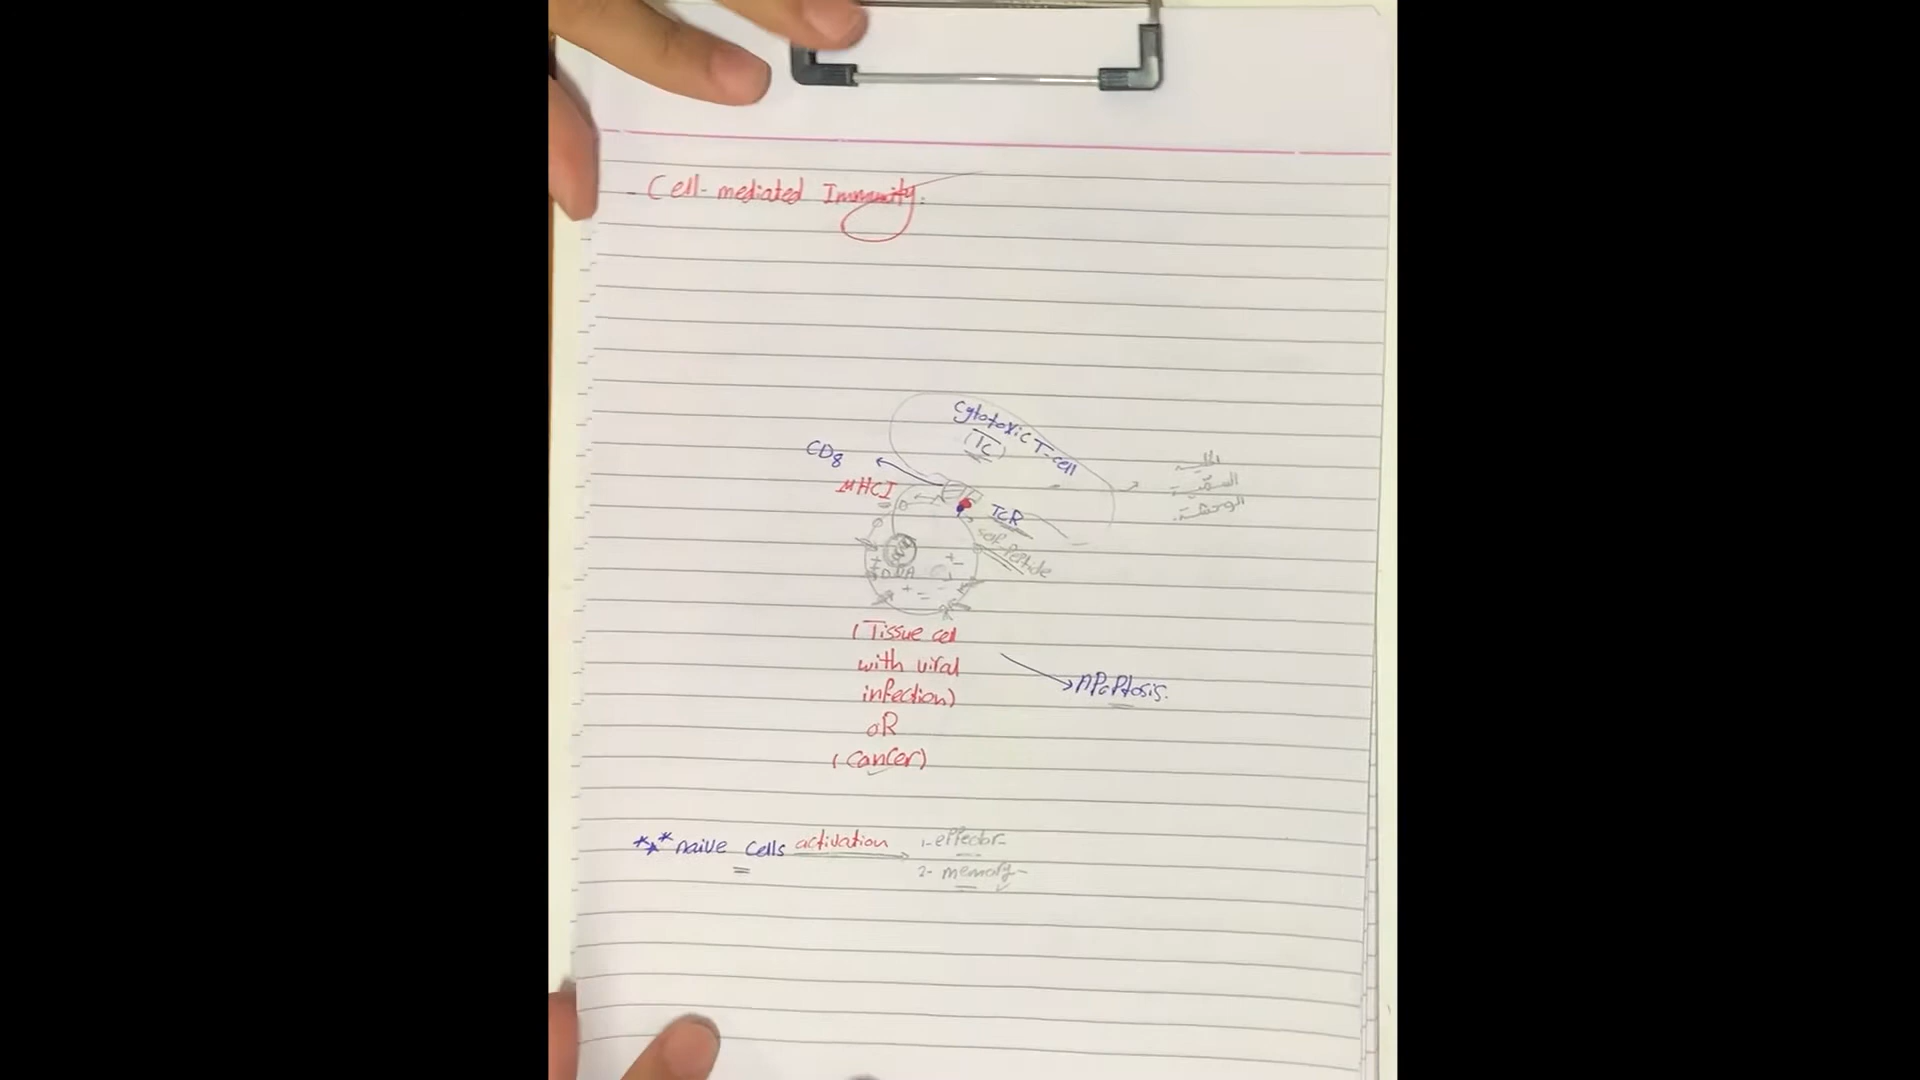 - Cell-mediated Immunity.
Cytotoxic T-cell
(TC)
CD8
MHCI
TCR
self Peptide
DNA
السمية
(Tissue cell
with viral
infection)
OR
(Cancer)
APoPtosis.
*** naive cells activation
1- effector-
2- memory-